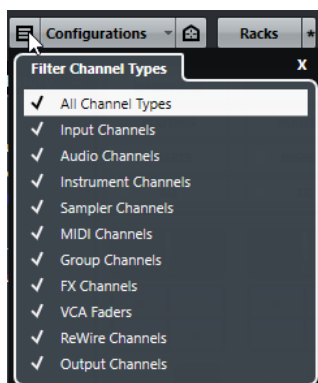 Configurations Racks *
Filter Channel Types X
All Channel Types
Input Channels
Audio Channels
Instrument Channels
Sampler Channels
MIDI Channels
Group Channels
FX Channels
VCA Faders
ReWire Channels
Output Channels